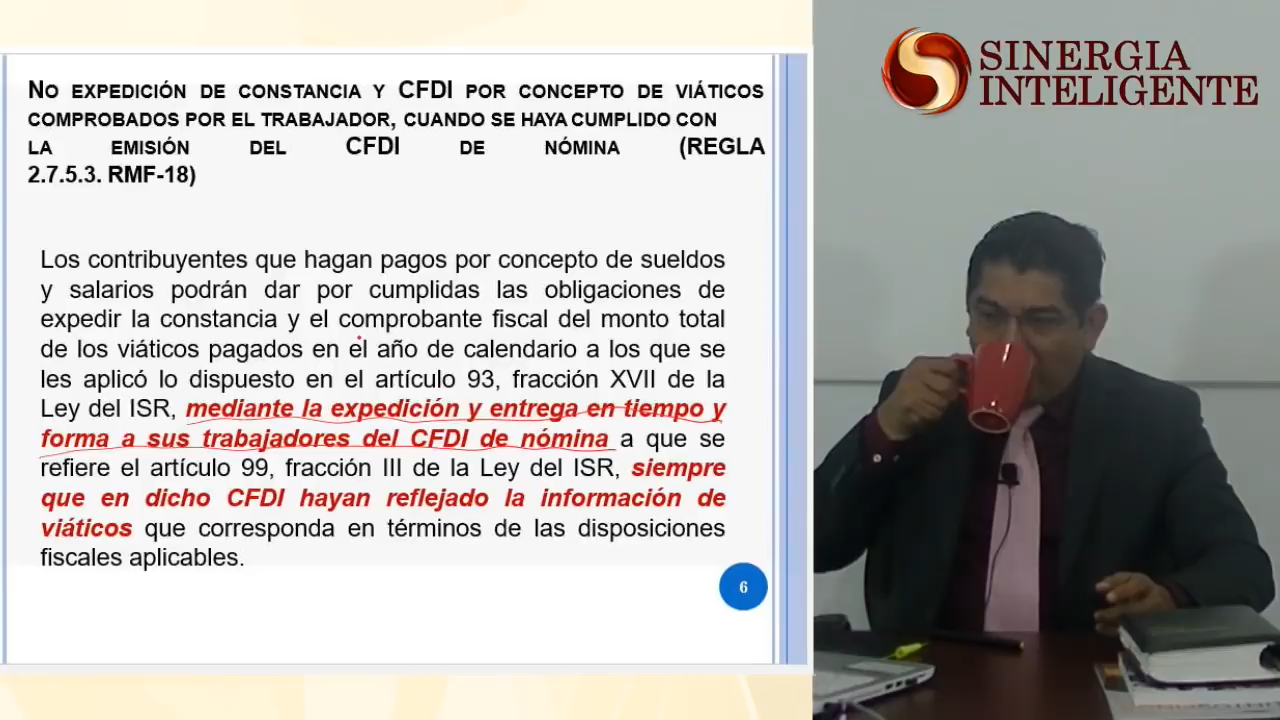 NO EXPEDICIÓN DE CONSTANCIA Y CFDI POR CONCEPTO DE VIÁTICOS
COMPROBADOS POR EL TRABAJADOR, CUANDO SE HAYA CUMPLIDO CON
LA EMISIÓN DEL CFDI DE NÓMINA (REGLA
2.7.5.3. RMF-18)
Los contribuyentes que hagan pagos por concepto de sueldos
y salarios podrán dar por cumplidas las obligaciones de
expedir la constancia y el comprobante fiscal del monto total
de los viáticos pagados en el año de calendario a los que se
les aplicó lo dispuesto en el artículo 93, fracción XVII de la
Ley del ISR, mediante la expedición y entrega en tiempo y
forma a sus trabajadores del CFDI de nómina a que se
refiere el artículo 99, fracción III de la Ley del ISR, siempre
que en dicho CFDI hayan reflejado la información de
viáticos que corresponda en términos de las disposiciones
fiscales aplicables.
6
SINERGIA
INTELIGENTE